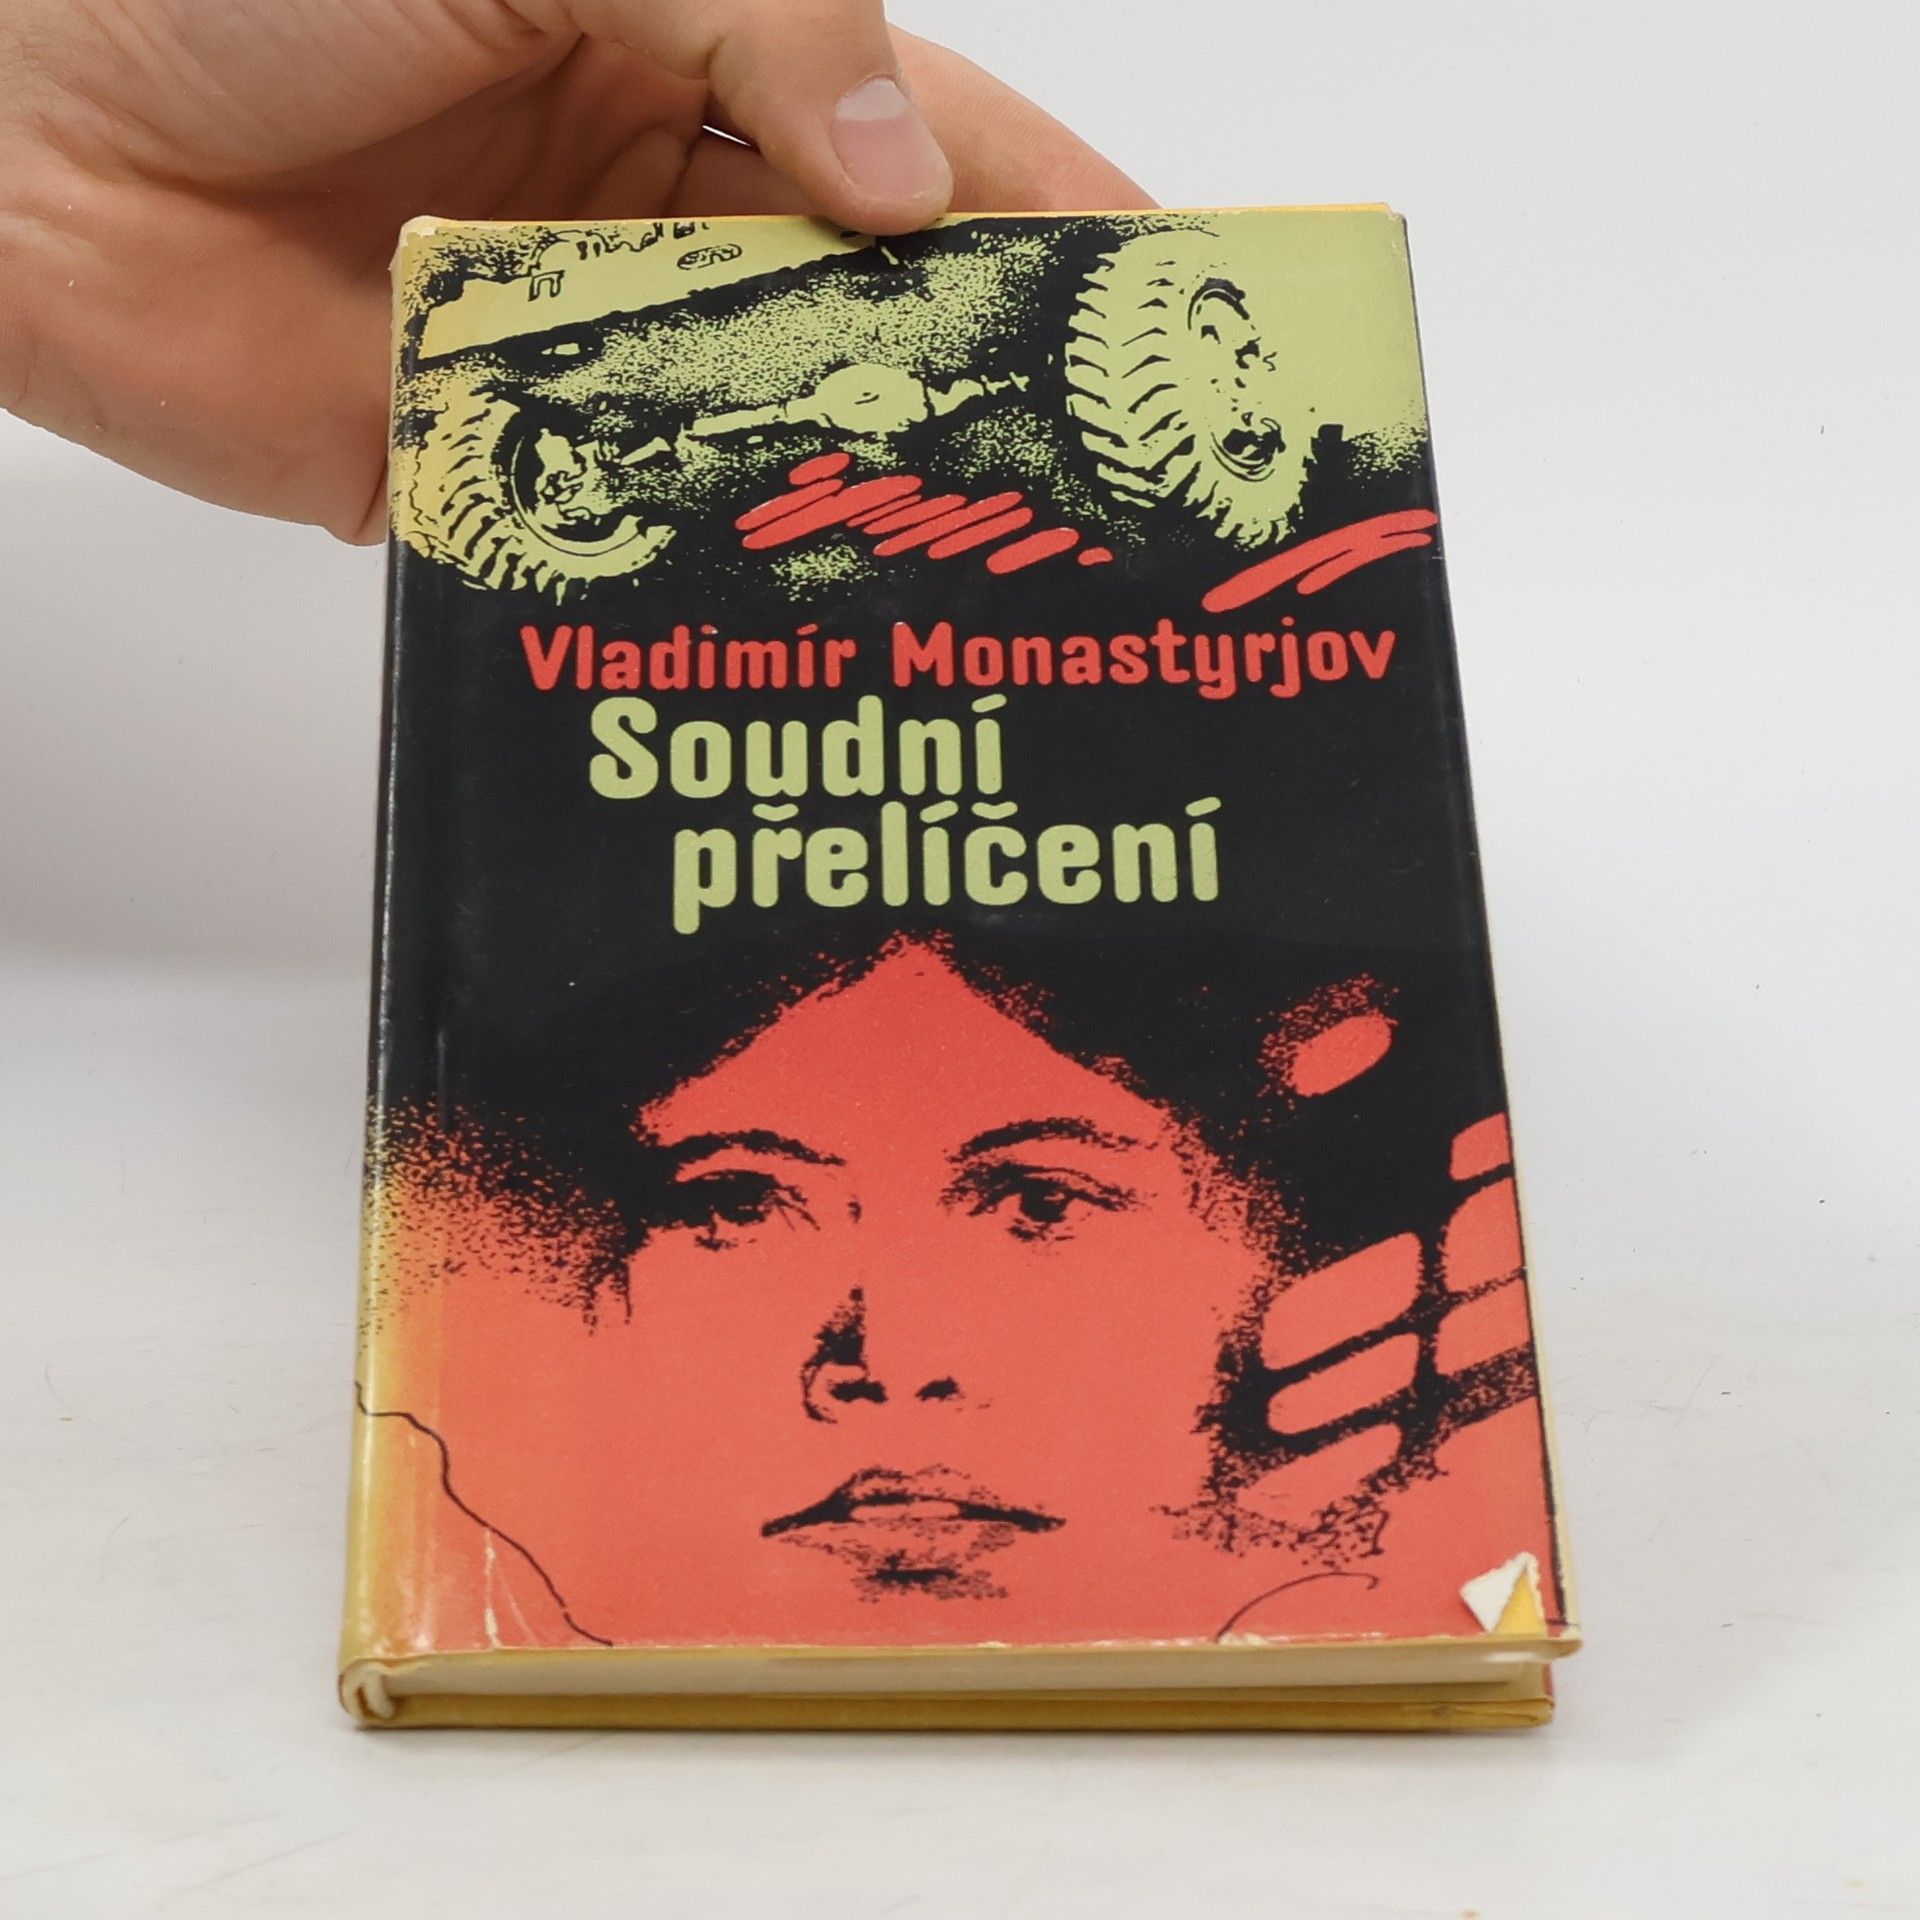 Vladimír Monastyrjov
Soudní
přelíčení